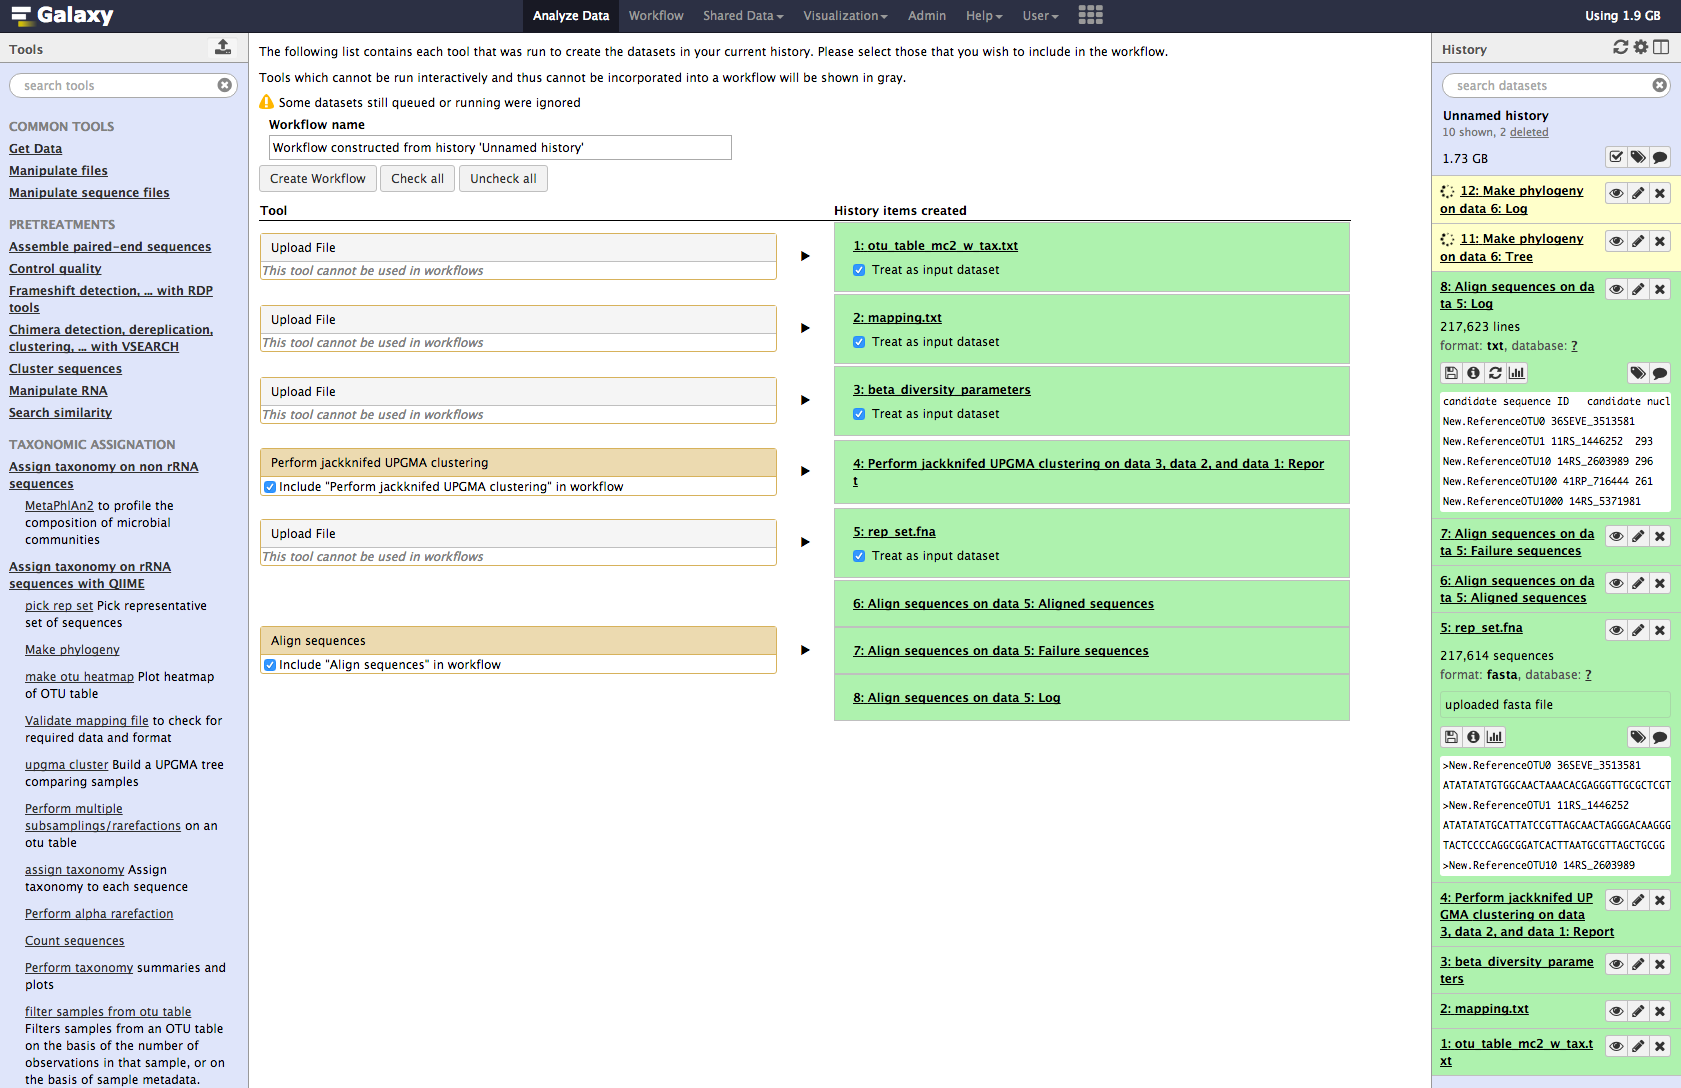 Galaxy
Analyze Data
Workflow
Shared Data
Visualization
Admin
Help
User
Using 1.9 GB
Tools
search tools
COMMON TOOLS
Get Data
Manipulate files
Manipulate sequence files
PRETREATMENTS
Assemble paired-end sequences
Control quality
Frameshift detection, ... with RDP
tools
Chimera detection, dereplication,
clustering, ... with VSEARCH
Cluster sequences
Manipulate RNA
Search similarity
TAXONOMIC ASSIGNATION
Assign taxonomy on non rRNA
sequences
MetaPhlAn2 to profile the
composition of microbial
communities
Assign taxonomy on rRNA
sequences with QIIME
pick rep set Pick representative
set of sequences
Make phylogeny
make otu heatmap Plot heatmap
of OTU table
Validate mapping file to check for
required data and format
upgma cluster Build a UPGMA tree
comparing samples
Perform multiple
subsamplings/rarefactions on an
otu table
assign taxonomy Assign
taxonomy to each sequence
Perform alpha rarefaction
Count sequences
Perform taxonomy summaries and
plots
filter samples from otu table
Filters samples from an OTU table
on the basis of the number of
observations in that sample, or on
the basis of sample metadata.
The following list contains each tool that was run to create the datasets in your current history. Please select those that you wish to include in the workflow.
Tools which cannot be run interactively and thus cannot be incorporated into a workflow will be shown in gray.
Some datasets still queued or running were ignored
Workflow name
Workflow constructed from history 'Unnamed history'
Create Workflow
Check all
Uncheck all
Tool
History items created
Upload File
This tool cannot be used in workflows
1: otu_table_mc2_w_tax.txt
Treat as input dataset
Upload File
This tool cannot be used in workflows
2: mapping.txt
Treat as input dataset
Upload File
This tool cannot be used in workflows
3: beta_diversity_parameters
Treat as input dataset
Perform jackknifed UPGMA clustering
Include "Perform jackknifed UPGMA clustering" in workflow
4: Perform jackknifed UPGMA clustering on data 3, data 2, and data 1: Repor
t
Upload File
This tool cannot be used in workflows
5: rep_set.fna
Treat as input dataset
6: Align sequences on data 5: Aligned sequences
Align sequences
Include "Align sequences" in workflow
7: Align sequences on data 5: Failure sequences
8: Align sequences on data 5: Log
History
search datasets
Unnamed history
10 shown, 2 deleted
1.73 GB
12: Make phylogeny
on data 6: Log
11: Make phylogeny
on data 6: Tree
8: Align sequences on da
ta 5: Log
217,623 lines
format: txt, database: ?
candidate sequence ID candidate nucl
New.ReferenceOTU0 36SEVE_3513581
New.ReferenceOTU1 11RS_1446252 293
New.ReferenceOTU10 14RS_2603989 296
New.ReferenceOTU100 41RP_716444 261
New.ReferenceOTU1000 14RS_5371981
7: Align sequences on da
ta 5: Failure sequences
6: Align sequences on da
ta 5: Aligned sequences
5: rep_set.fna
217,614 sequences
format: fasta, database: ?
uploaded fasta file
>New.ReferenceOTU0 36SEVE_3513581
ATATATATGTGGCAACTAAACACGAGGGTTGCGCTCGT
>New.ReferenceOTU1 11RS_1446252
ATATATATGCATTATCCGTTAGCAACTAGGGACAAGGG
TACTCCCCAGGCGGATCACTTAATGCGTTAGCTGCGG
>New.ReferenceOTU10 14RS_2603989
4: Perform jackknifed UP
GMA clustering on data
3, data 2, and data 1: Report
3: beta_diversity_parame
ters
2: mapping.txt
1: otu_table_mc2_w_tax.t
xt